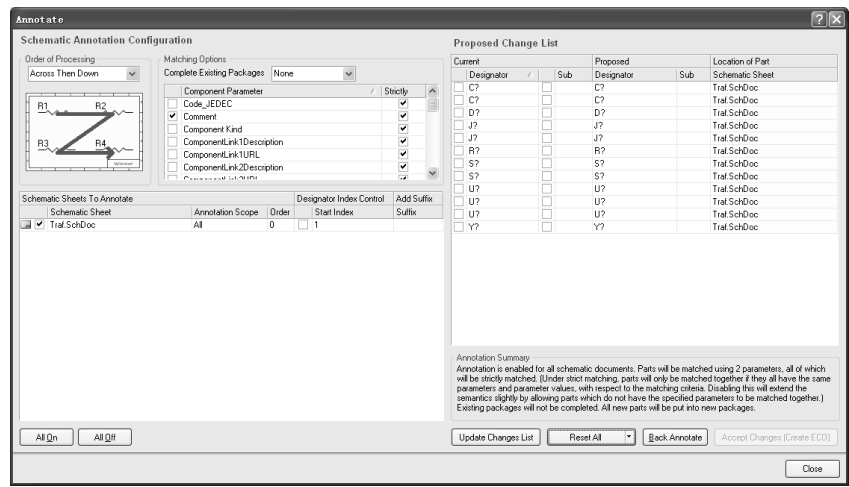 Annotate
Schematic Annotation Configuration
Order of Processing
Across Then Down
R1 R2
R3 R4
Matching Options
Complete Existing Packages None
Component Parameter Strictly
Code_JEDEC
Comment
Component Kind
ComponentLink1Description
ComponentLink1URL
ComponentLink2Description
Schematic Sheets To Annotate Designator Index Control Add Suffix
Schematic Sheet Annotation Scope Order Start Index Suffix
Traf.SchDoc All 0 1
All On All Off
Proposed Change List
Current Proposed Location of Part
Designator Sub Designator Sub Schematic Sheet
C? C? Traf.SchDoc
C? C? Traf.SchDoc
D? D? Traf.SchDoc
J? J? Traf.SchDoc
J? J? Traf.SchDoc
R? R? Traf.SchDoc
S? S? Traf.SchDoc
S? S? Traf.SchDoc
U? U? Traf.SchDoc
U? U? Traf.SchDoc
U? U? Traf.SchDoc
Y? Y? Traf.SchDoc
Annotation Summary
Annotation is enabled for all schematic documents. Parts will be matched using 2 parameters, all of which
will be strictly matched. (Under strict matching, parts will only be matched together if they all have the same
parameters and parameter values, with respect to the matching criteria. Disabling this will extend the
semantics slightly by allowing parts which do not have the specified parameters to be matched together.)
Existing packages will not be completed. All new parts will be put into new packages.
Update Changes List Reset All Back Annotate Accept Changes (Create ECO)
Close